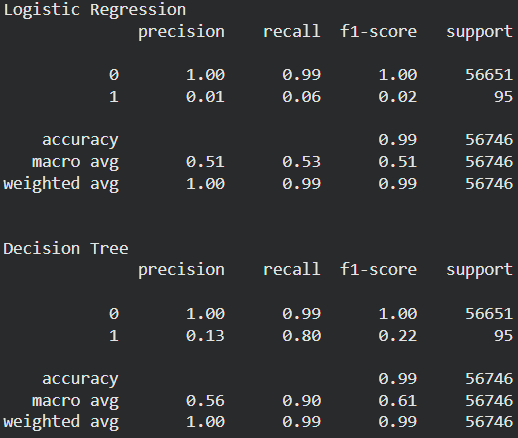 Logistic Regression
precision recall f1-score support
0 1.00 0.99 1.00 56651
1 0.01 0.06 0.02 95
accuracy 0.99 56746
macro avg 0.51 0.53 0.51 56746
weighted avg 1.00 0.99 0.99 56746
Decision Tree
precision recall f1-score support
0 1.00 0.99 1.00 56651
1 0.13 0.80 0.22 95
accuracy 0.99 56746
macro avg 0.56 0.90 0.61 56746
weighted avg 1.00 0.99 0.99 56746